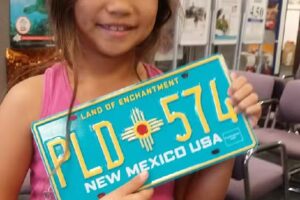 LAND OF ENCHANTMENT
PLD 574
NEW MEXICO USA